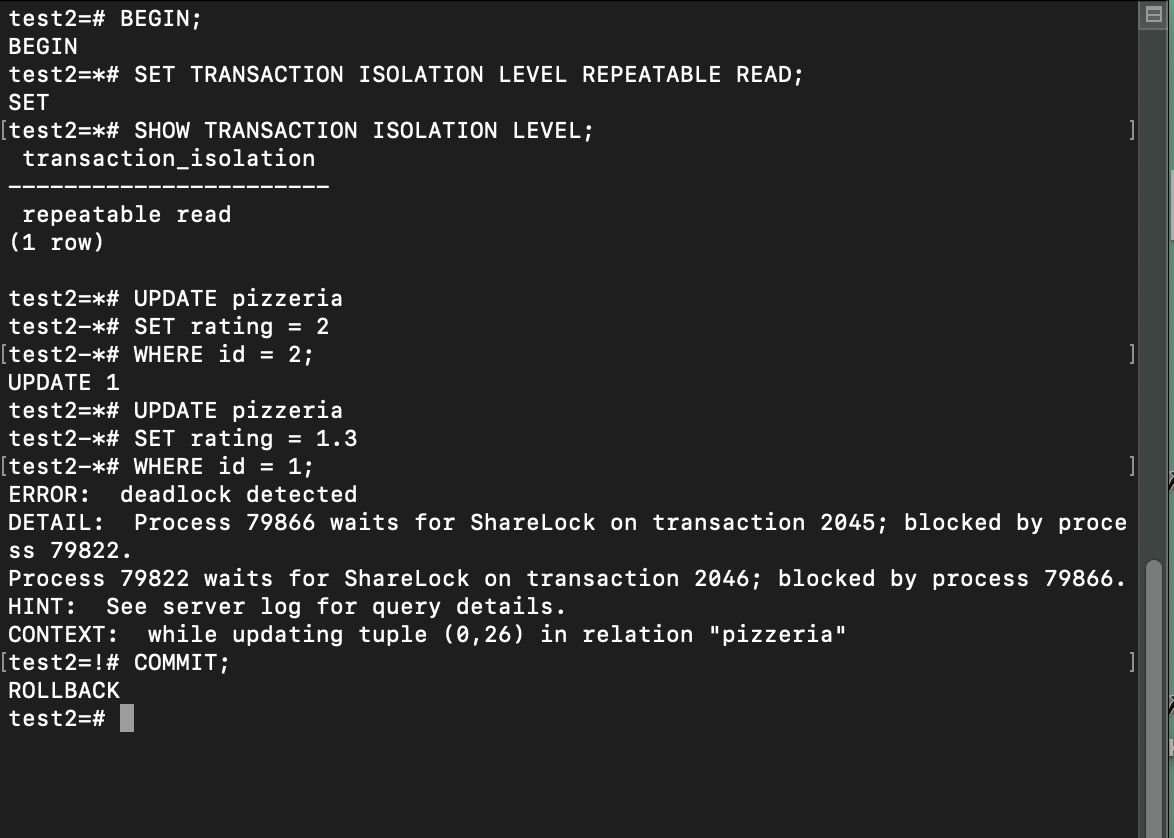 test2=# BEGIN;
BEGIN
test2=*# SET TRANSACTION ISOLATION LEVEL REPEATABLE READ;
SET
[test2=*# SHOW TRANSACTION ISOLATION LEVEL; ]
 transaction_isolation
-----------------------
 repeatable read
(1 row)

test2=*# UPDATE pizzeria
test2-*# SET rating = 2
[test2-*# WHERE id = 2; ]
UPDATE 1
test2=*# UPDATE pizzeria
test2-*# SET rating = 1.3
[test2-*# WHERE id = 1; ]
ERROR:  deadlock detected
DETAIL:  Process 79866 waits for ShareLock on transaction 2045; blocked by proce
ss 79822.
Process 79822 waits for ShareLock on transaction 2046; blocked by process 79866.
HINT:  See server log for query details.
CONTEXT:  while updating tuple (0,26) in relation "pizzeria"
[test2=!# COMMIT; ]
ROLLBACK
test2=#